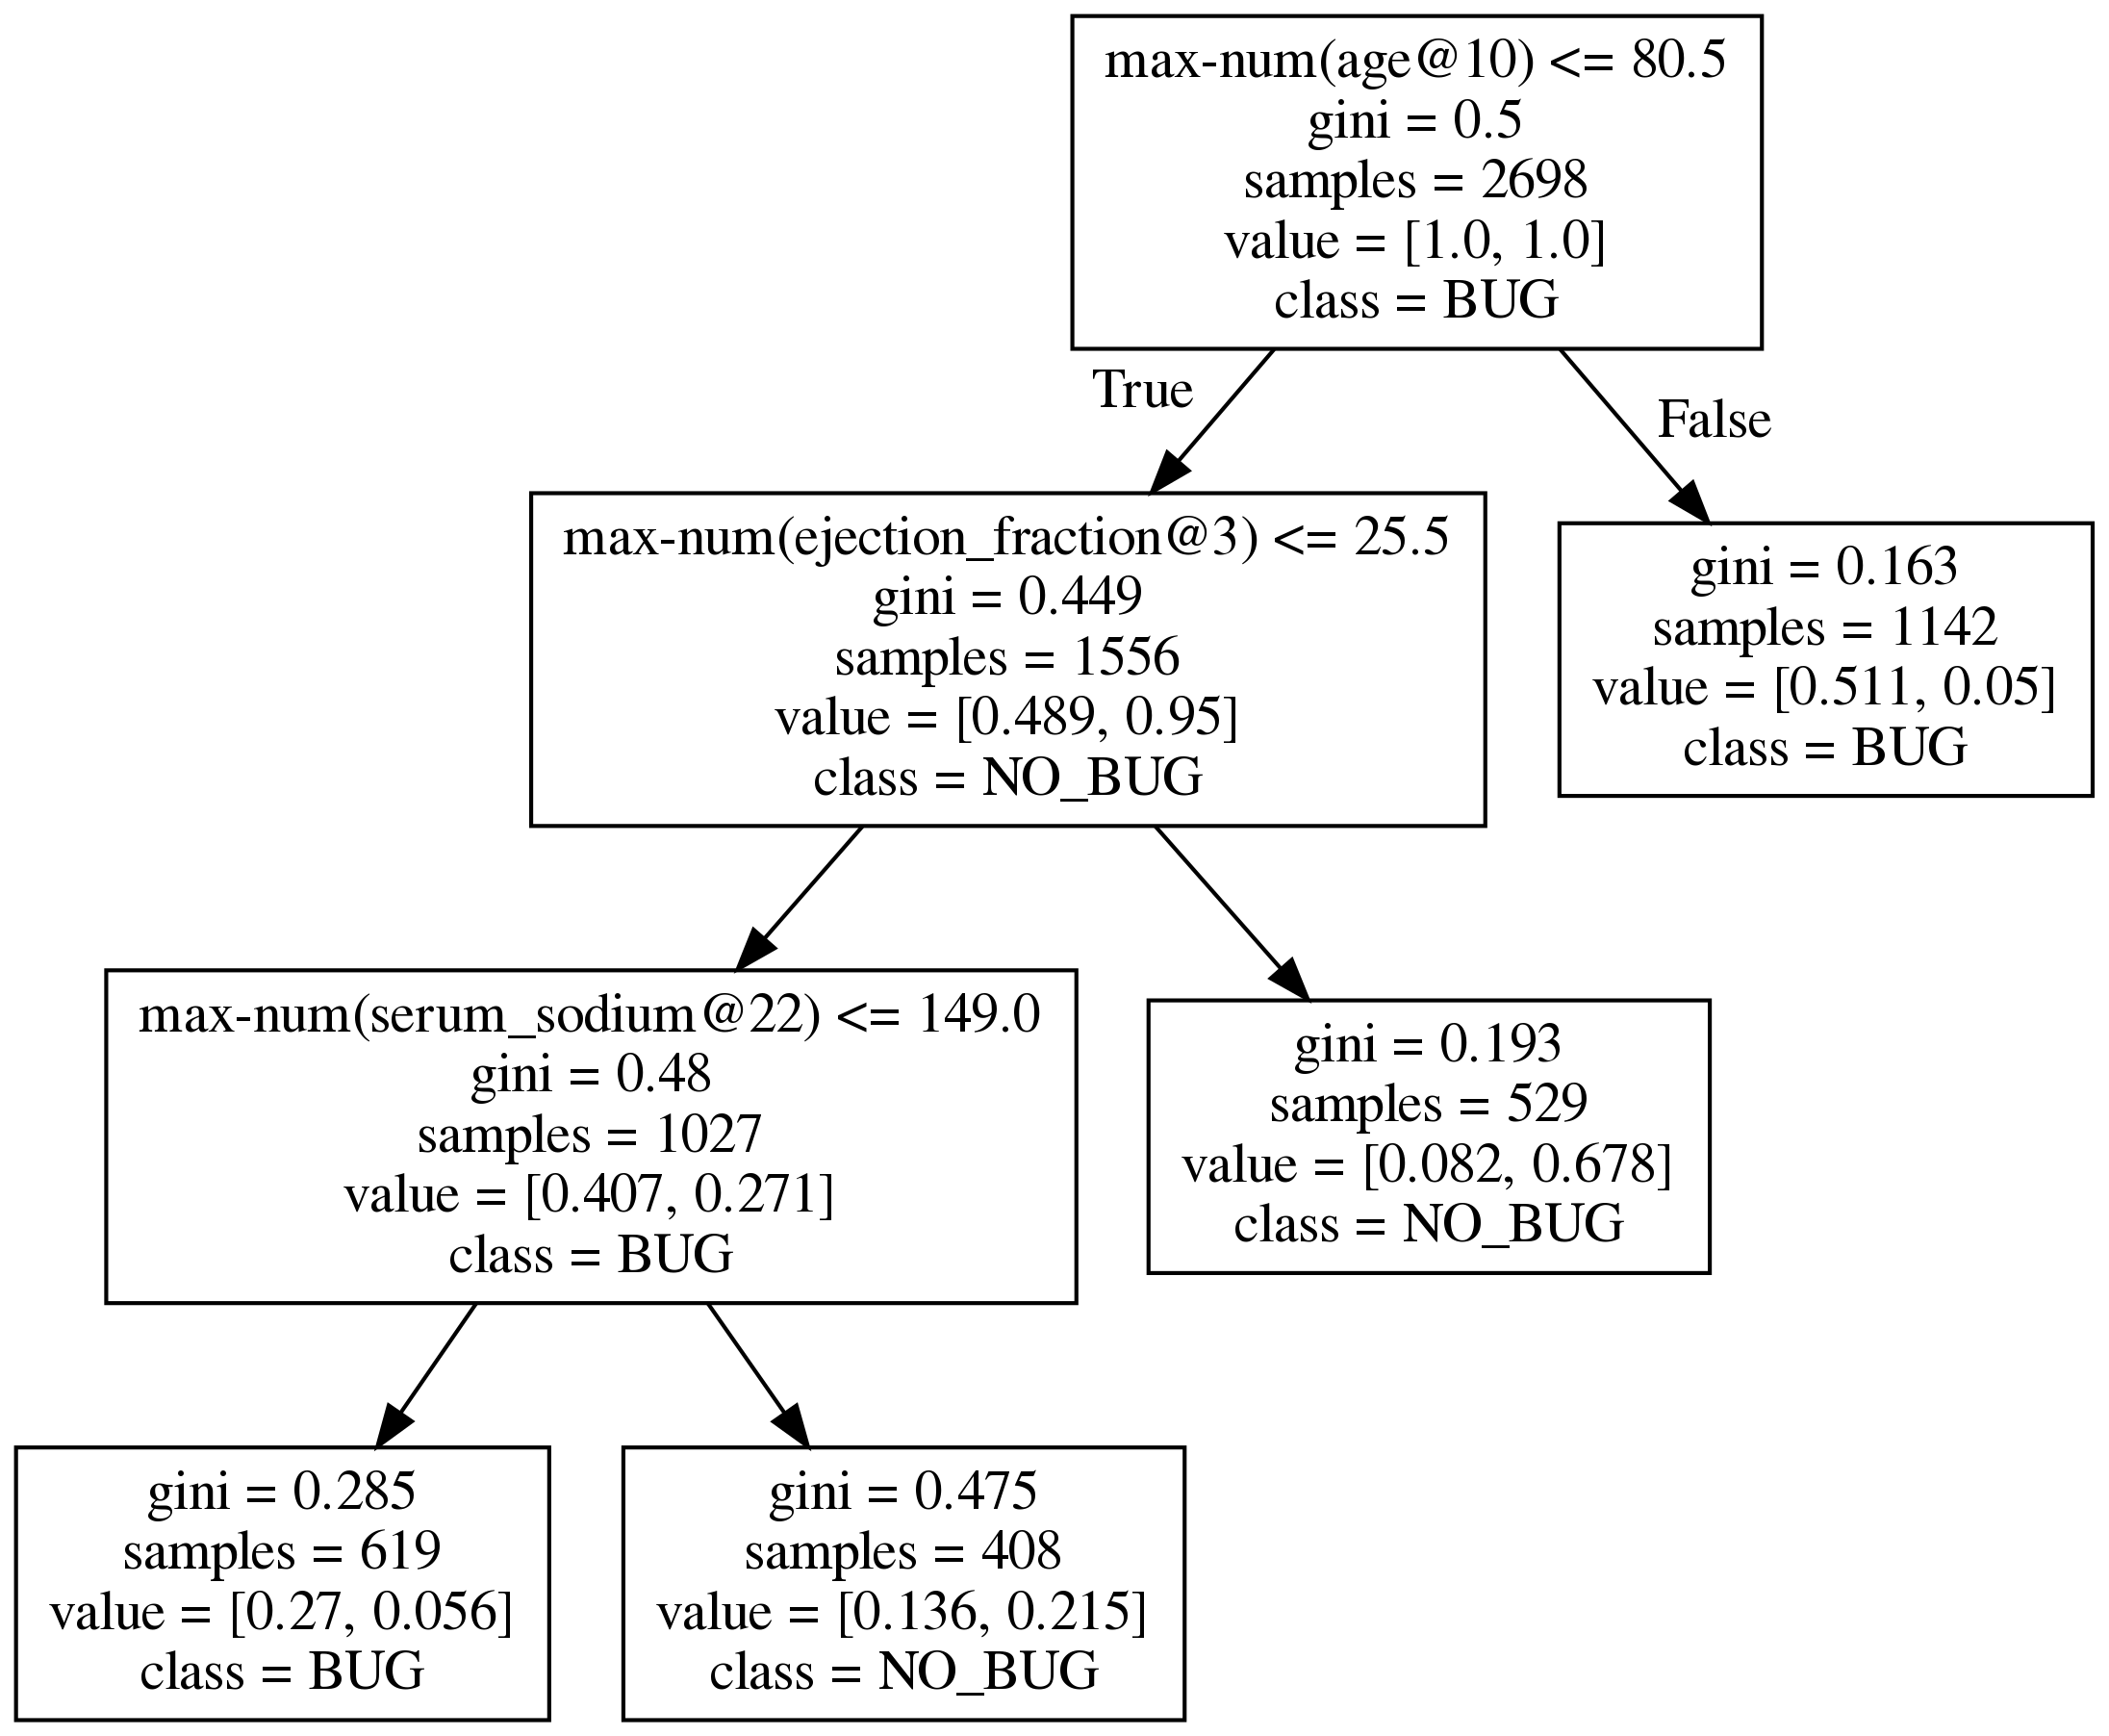 max-num(age@10) <= 80.5
gini = 0.5
samples = 2698
value = [1.0, 1.0]
class = BUG
True
False
max-num(ejection_fraction@3) <= 25.5
gini = 0.449
samples = 1556
value = [0.489, 0.95]
class = NO_BUG
gini = 0.163
samples = 1142
value = [0.511, 0.05]
class = BUG
max-num(serum_sodium@22) <= 149.0
gini = 0.48
samples = 1027
value = [0.407, 0.271]
class = BUG
gini = 0.193
samples = 529
value = [0.082, 0.678]
class = NO_BUG
gini = 0.285
samples = 619
value = [0.27, 0.056]
class = BUG
gini = 0.475
samples = 408
value = [0.136, 0.215]
class = NO_BUG